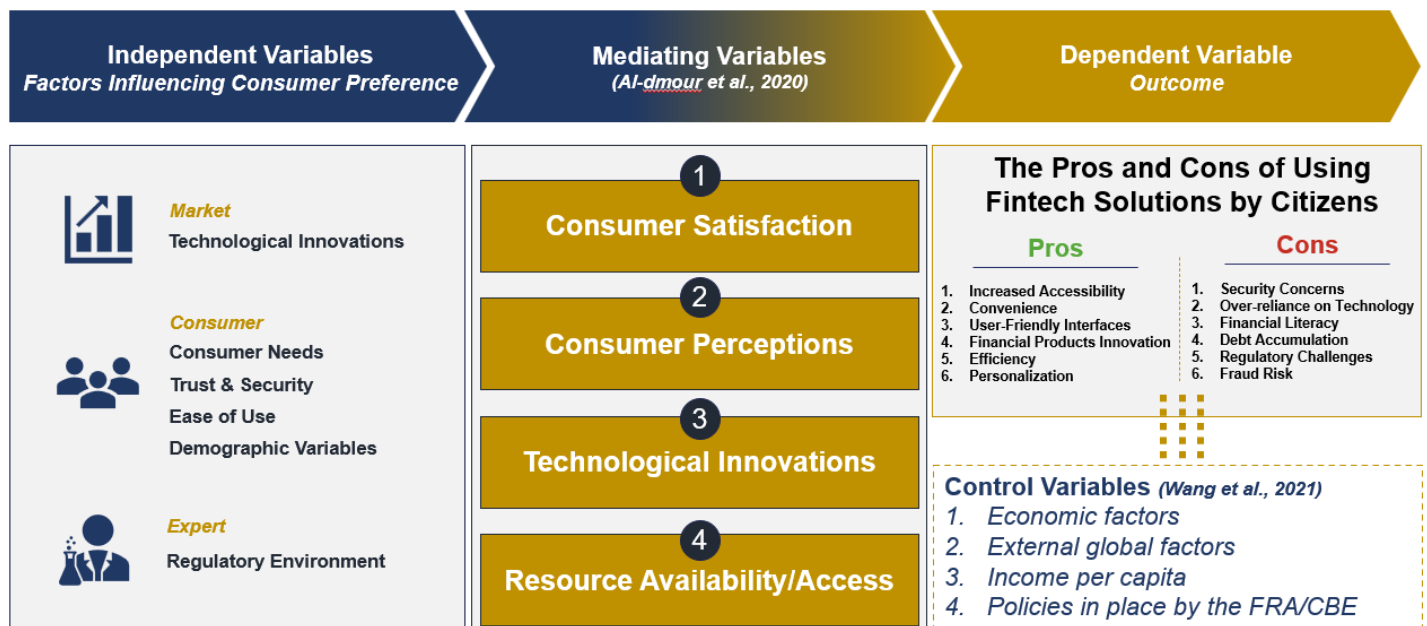 Independent Variables
Factors Influencing Consumer Preference
Mediating Variables
(Al-dmour et al., 2020)
Dependent Variable
Outcome
Market
Technological Innovations
Consumer
Consumer Needs
Trust & Security
Ease of Use
Demographic Variables
Expert
Regulatory Environment
1
Consumer Satisfaction
2
Consumer Perceptions
3
Technological Innovations
4
Resource Availability/Access
The Pros and Cons of Using
Fintech Solutions by Citizens
Pros
1. Increased Accessibility
2. Convenience
3. User-Friendly Interfaces
4. Financial Products Innovation
5. Efficiency
6. Personalization
Cons
1. Security Concerns
2. Over-reliance on Technology
3. Financial Literacy
4. Debt Accumulation
5. Regulatory Challenges
6. Fraud Risk
Control Variables (Wang et al., 2021)
1. Economic factors
2. External global factors
3. Income per capita
4. Policies in place by the FRA/CBE